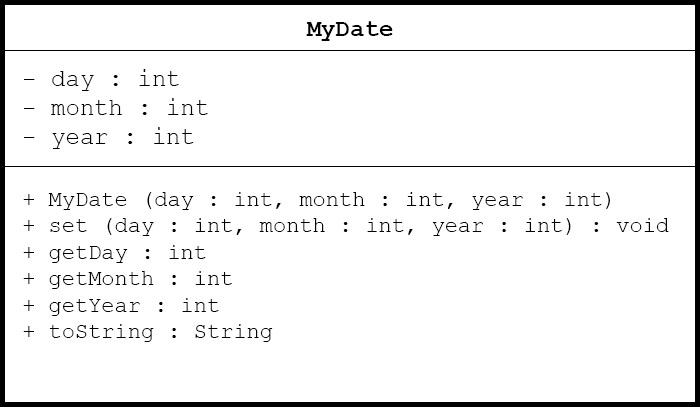 MyDate
- day : int
- month : int
- year : int
+ MyDate (day : int, month : int, year : int)
+ set (day : int, month : int, year : int) : void
+ getDay : int
+ getMonth : int
+ getYear : int
+ toString : String